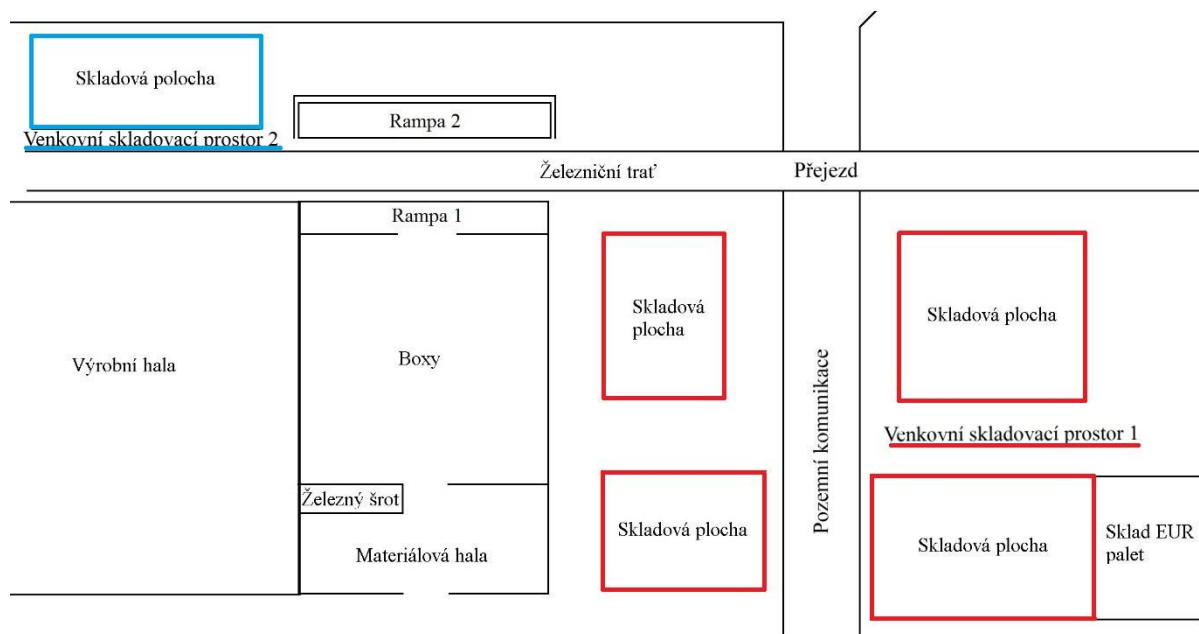 Skladová polocha
Venkovní skladovací prostor 2
Rampa 2
Železniční trať
Přejezd
Rampa 1
Výrobní hala
Boxy
Skladová
plocha
Pozemní komunikace
Skladová plocha
Venkovní skladovací prostor 1
Železný šrot
Materiálová hala
Skladová plocha
Skladová plocha
Sklad EUR
palet